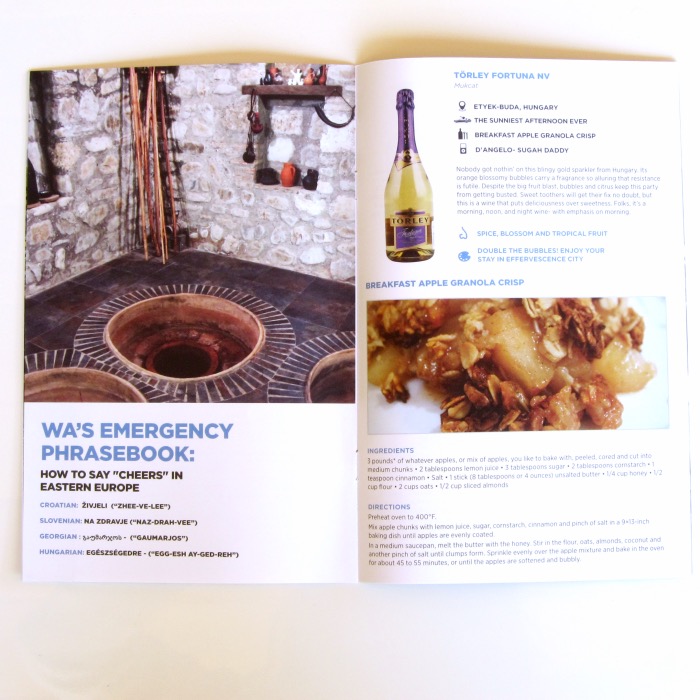 WA'S EMERGENCY
PHRASEBOOK:
HOW TO SAY "CHEERS" IN
EASTERN EUROPE
CROATIAN: ŽIVJELI ("ZHEE-VE-LEE")
SLOVENIAN: NA ZDRAVJE ("NAZ-DRAH-VEE")
GEORGIAN : გაუმარჯოს - ("GAUMARJOS")
HUNGARIAN: EGÉSZSÉGEDRE - ("EGG-ESH AY-GED-REH")
TÖRLEY FORTUNA NV
Muscat
ETYEK-BUDA, HUNGARY
THE SUNNIEST AFTERNOON EVER
BREAKFAST APPLE GRANOLA CRISP
D'ANGELO- SUGAH DADDY
Nobody got nothin' on this blingy gold sparkler from Hungary. Its
orange blossomy bubbles carry a fragrance so alluring that resistance
is futile. Despite the big fruit blast, bubbles and citrus keep this party
from getting busted. Sweet toothers will get their fix no doubt, but
this is a wine that puts deliciousness over sweetness. Folks, it's a
morning, noon, and night wine- with emphasis on morning.
SPICE, BLOSSOM AND TROPICAL FRUIT
DOUBLE THE BUBBLES! ENJOY YOUR
STAY IN EFFERVESCENCE CITY
TÖRLEY
BREAKFAST APPLE GRANOLA CRISP
INGREDIENTS
3 pounds* of whatever apples, or mix of apples, you like to bake with, peeled, cored and cut into
medium chunks • 2 tablespoons lemon juice • 3 tablespoons sugar • 2 tablespoons cornstarch • 1
teaspoon cinnamon • Salt • 1 stick (8 tablespoons or 4 ounces) unsalted butter • 1/4 cup honey • 1/2
cup flour • 2 cups oats • 1/2 cup sliced almonds
DIRECTIONS
Preheat oven to 400°F.
Mix apple chunks with lemon juice, sugar, cornstarch, cinnamon and pinch of salt in a 9×13-inch
baking dish until apples are evenly coated.
In a medium saucepan, melt the butter with the honey. Stir in the flour, oats, almonds, coconut and
another pinch of salt until clumps form. Sprinkle evenly over the apple mixture and bake in the oven
for about 45 to 55 minutes, or until the apples are softened and bubbly.